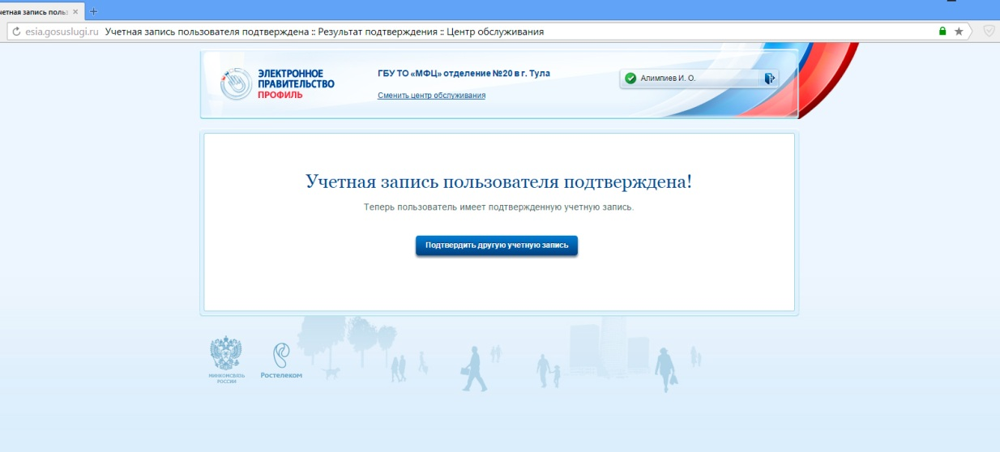 четная запись польз
esia.gosuslugi.ru Учетная запись пользователя подтверждена :: Результат подтверждения :: Центр обслуживания
ЭЛЕКТРОННОЕ
ПРАВИТЕЛЬСТВО
ПРОФИЛЬ
ГБУ ТО «МФЦ» отделение №20 в г. Тула
Сменить центр обслуживания
Алимпиев И. О.
Учетная запись пользователя подтверждена!
Теперь пользователь имеет подтвержденную учетную запись.
Подтвердить другую учетную запись
МИНКОМСВЯЗЬ
РОССИИ
Ростелеком